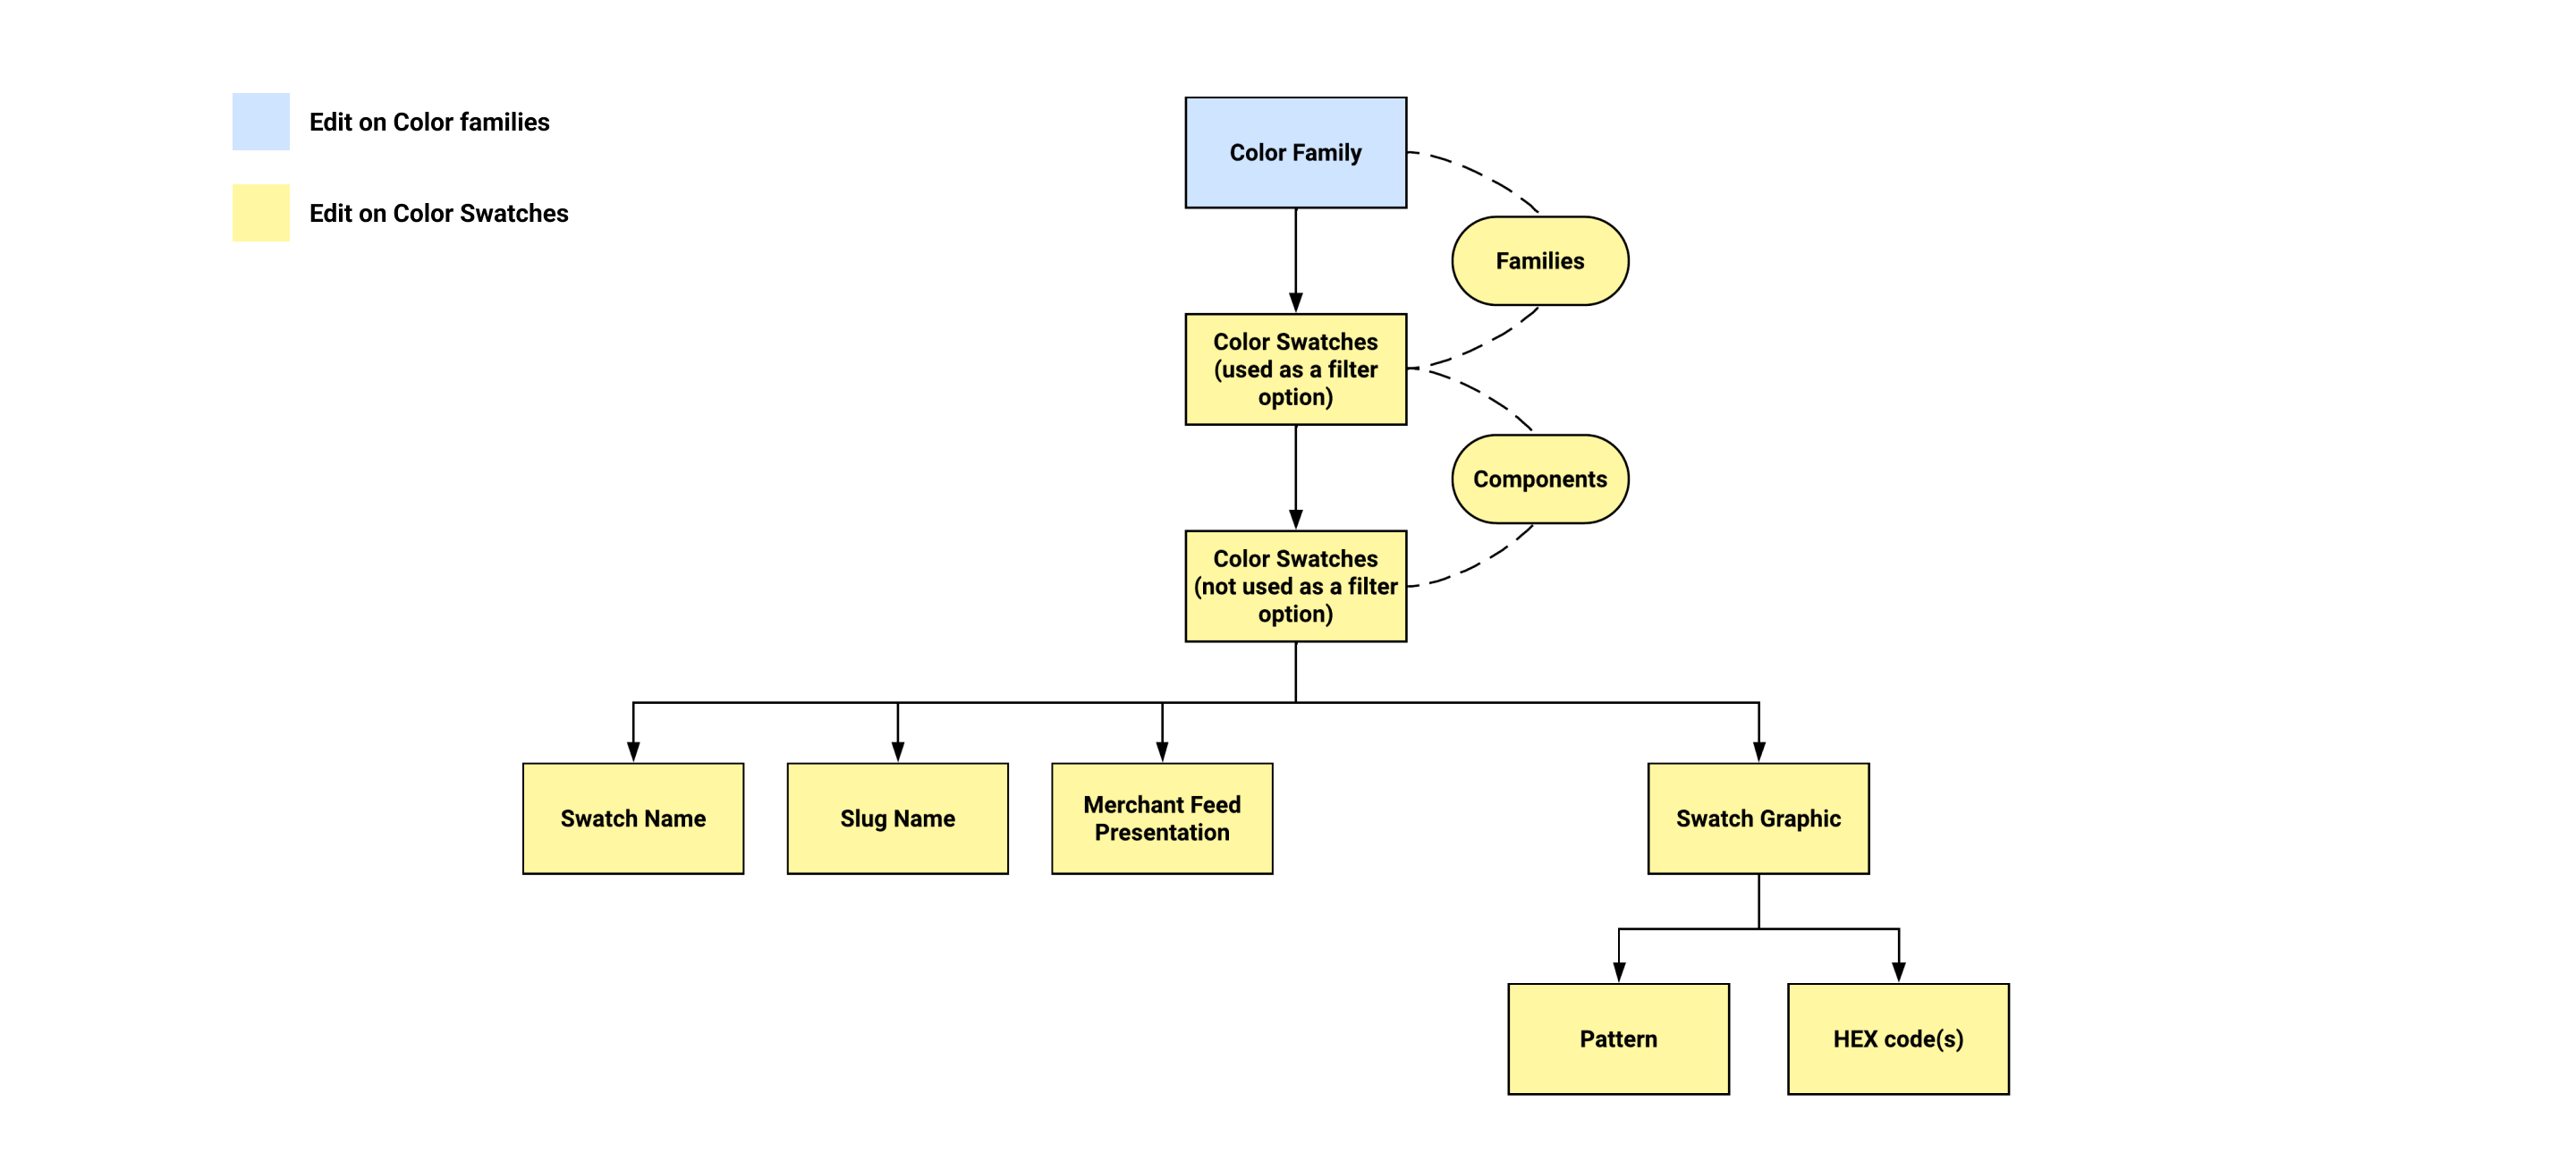 Edit on Color families
Edit on Color Swatches
Color Family
Families
Color Swatches
(used as a filter
option)
Components
Color Swatches
(not used as a filter
option)
Swatch Name
Slug Name
Merchant Feed
Presentation
Swatch Graphic
Pattern
HEX code(s)